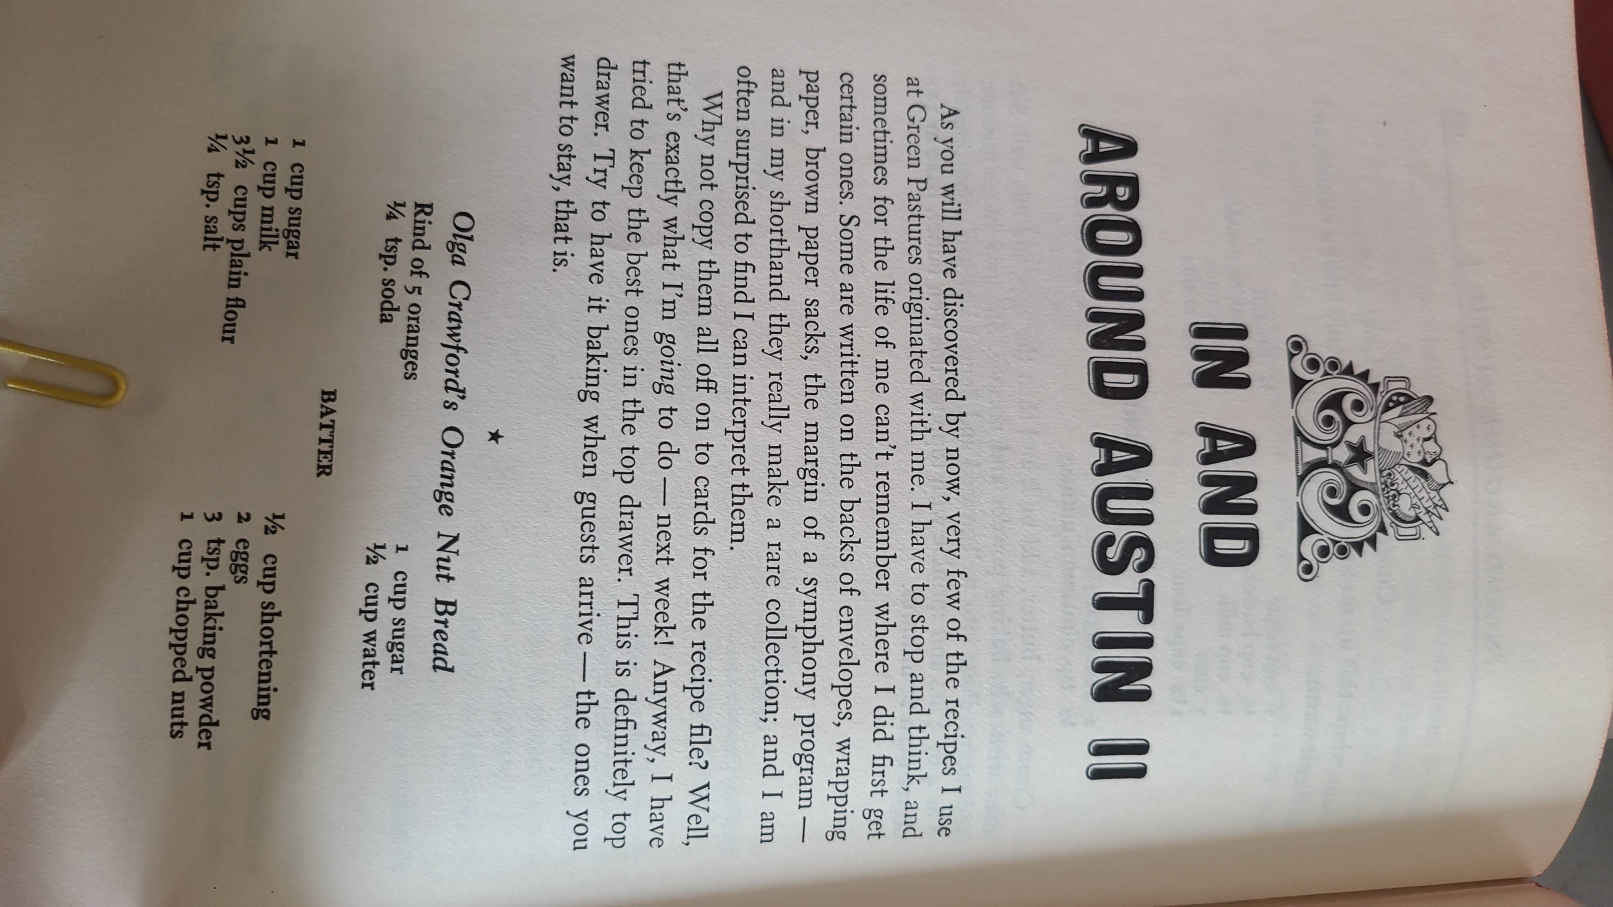 IN AND
AROUND AUSTIN II
As you will have discovered by now, very few of the recipes I use
at Green Pastures originated with me. I have to stop and think, and
sometimes for the life of me can't remember where I did first get
certain ones. Some are written on the backs of envelopes, wrapping
paper, brown paper sacks, the margin of a symphony program —
and in my shorthand they really make a rare collection; and I am
often surprised to find I can interpret them.
Why not copy them all off on to cards for the recipe file? Well,
that's exactly what I'm going to do — next week! Anyway, I have
tried to keep the best ones in the top drawer. This is definitely top
drawer. Try to have it baking when guests arrive — the ones you
want to stay, that is.
★
Olga Crawford's Orange Nut Bread
Rind of 5 oranges
¼ tsp. soda
1 cup sugar
½ cup water
BATTER
1 cup sugar
1 cup milk
3½ cups plain flour
¼ tsp. salt
½ cup shortening
2 eggs
3 tsp. baking powder
1 cup chopped nuts